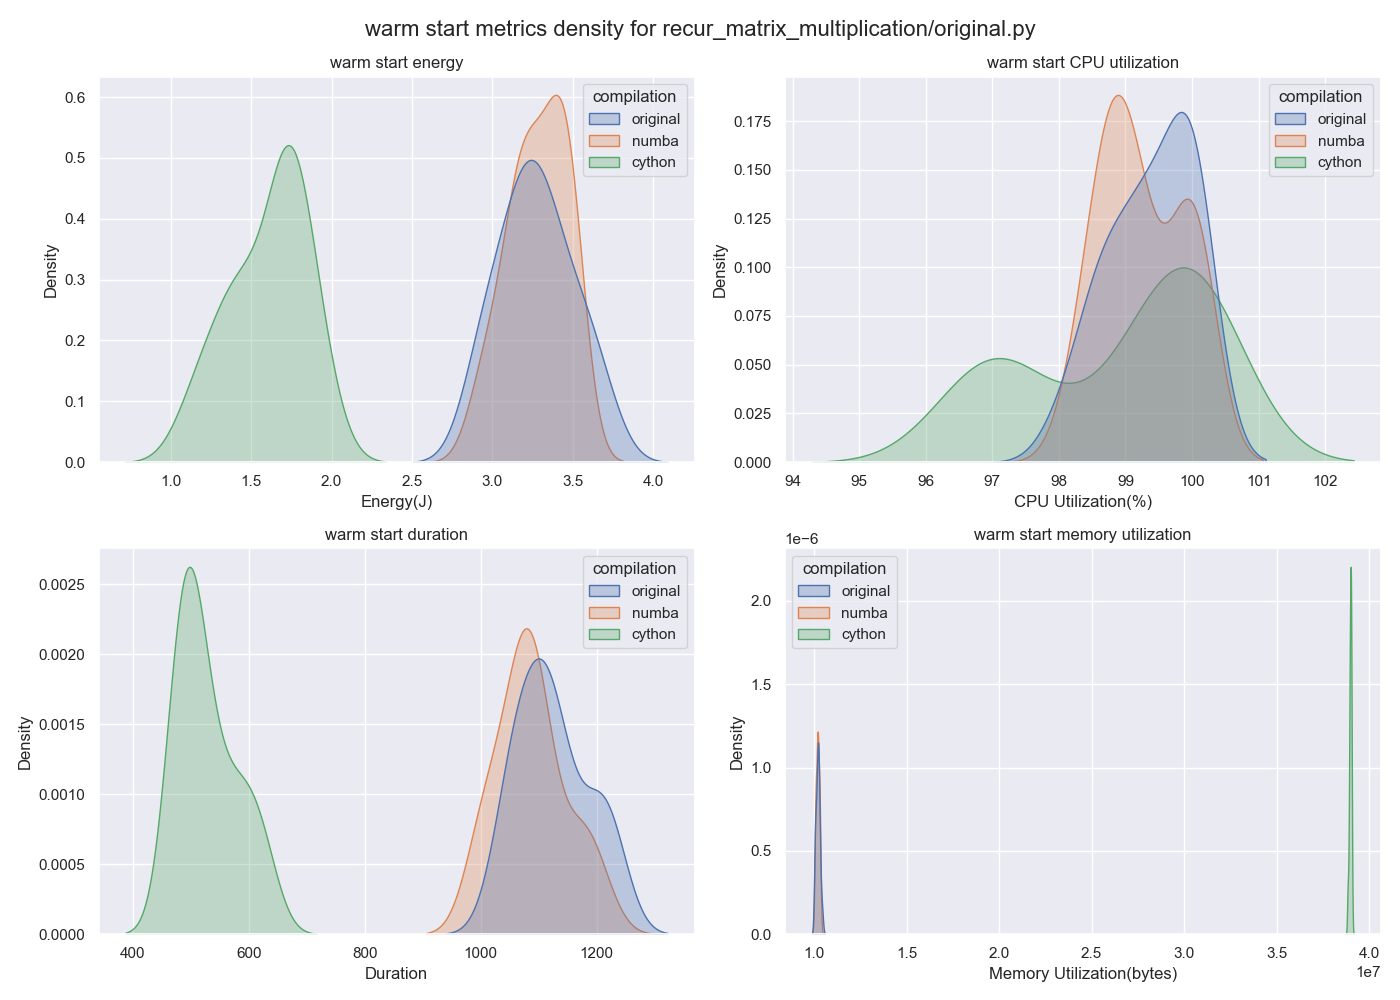 warm start metrics density for recur_matrix_multiplication/original.py
warm start energy
compilation
original
numba
cython
0.6
0.5
0.4
0.3
0.2
0.1
0.0
Density
1.0 1.5 2.0 2.5 3.0 3.5 4.0
Energy(J)
warm start CPU utilization
compilation
original
numba
cython
0.175
0.150
0.125
0.100
0.075
0.050
0.025
0.000
Density
94 95 96 97 98 99 100 101 102
CPU Utilization(%)
warm start duration
compilation
original
numba
cython
0.0025
0.0020
0.0015
0.0010
0.0005
0.0000
Density
400 600 800 1000 1200
Duration
warm start memory utilization
1e−6
compilation
original
numba
cython
2.0
1.5
1.0
0.5
0.0
Density
1.0 1.5 2.0 2.5 3.0 3.5 4.0
1e7
Memory Utilization(bytes)